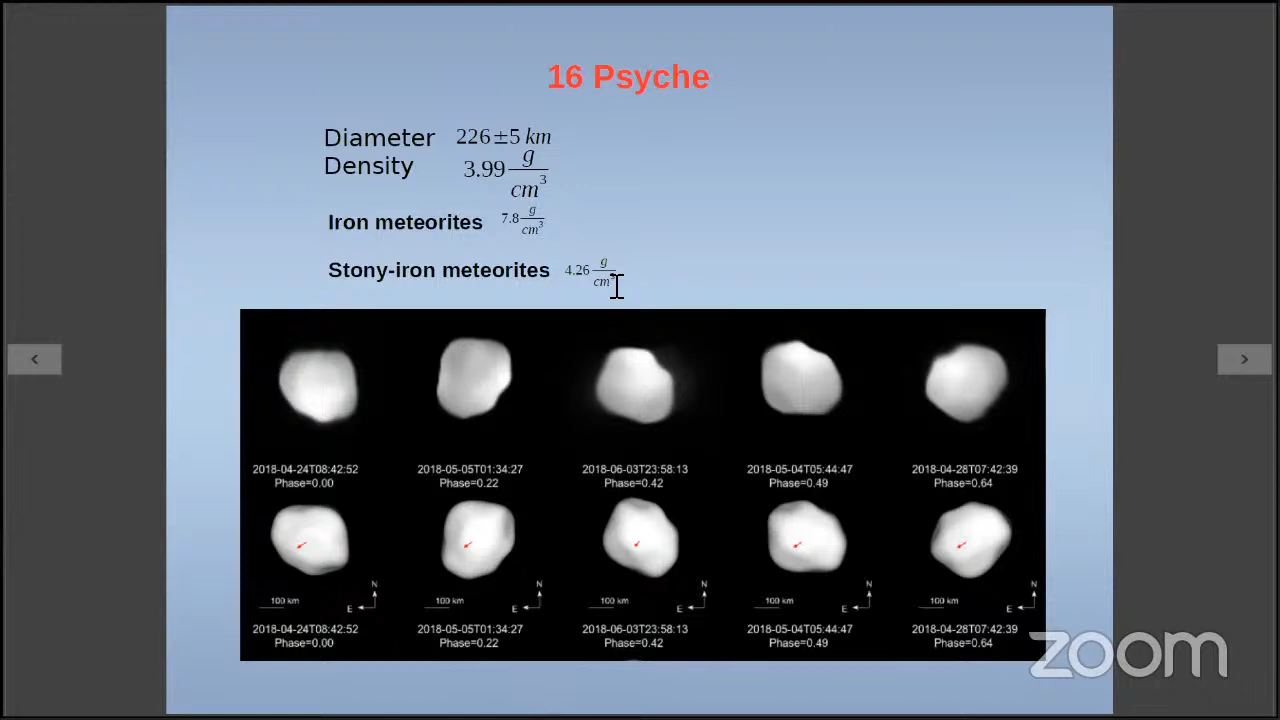 16 Psyche
Diameter 226±5 km
Density 3.99 g/cm³
Iron meteorites 7.8 g/cm³
Stony-iron meteorites 4.26 g/cm³
2018-04-24T08:42:52 2018-05-05T01:34:27 2018-06-03T23:58:13 2018-05-04T05:44:47 2018-04-28T07:42:39
Phase=0.00 Phase=0.22 Phase=0.42 Phase=0.49 Phase=0.64
N N N N N
100 km E 100 km E 100 km E 100 km E 100 km E
2018-04-24T08:42:52 2018-05-05T01:34:27 2018-06-03T23:58:13 2018-05-04T05:44:47 2018-04-28T07:42:39
Phase=0.00 Phase=0.22 Phase=0.42 Phase=0.49 Phase=0.64
zoom